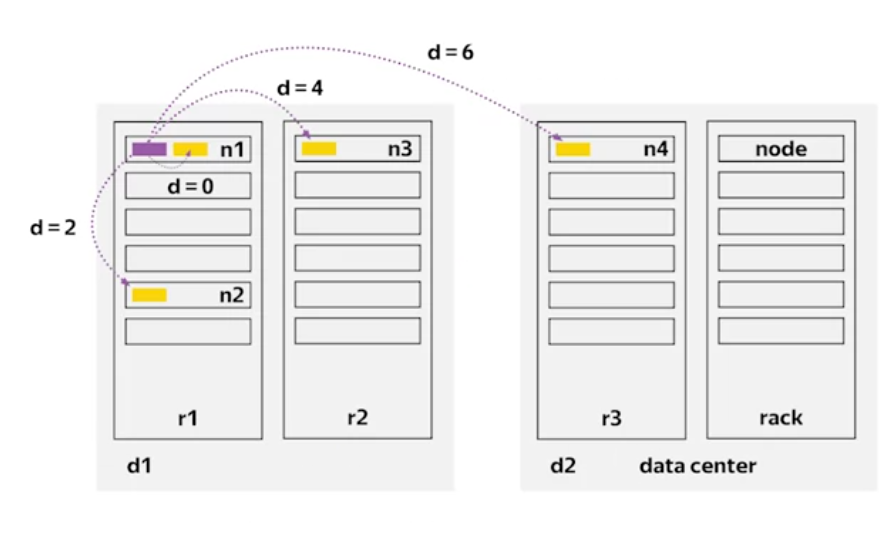 d = 6
d = 4
n1
n3
n4
node
d = 0
d = 2
n2
r1
r2
r3
rack
d1
d2
data center